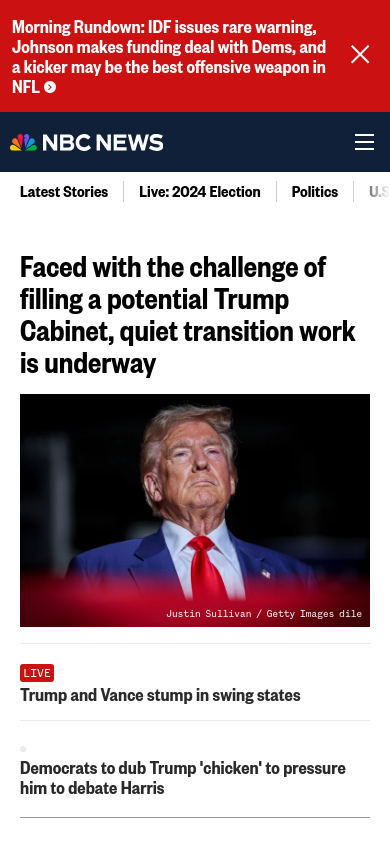 Morning Rundown: IDF issues rare warning,
Johnson makes funding deal with Dems, and
a kicker may be the best offensive weapon in
NFL
NBC NEWS
Latest Stories
Live: 2024 Election
Politics
U.S
Faced with the challenge of
filling a potential Trump
Cabinet, quiet transition work
is underway
Justin Sullivan / Getty Images dile
LIVE
Trump and Vance stump in swing states
Democrats to dub Trump 'chicken' to pressure
him to debate Harris